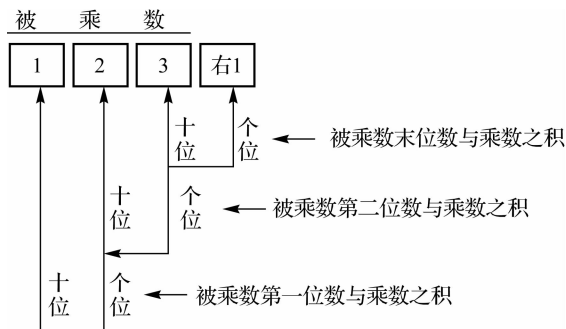 被 乘 数
1 2 3 右1
十位 个位 被乘数末位数与乘数之积
十位 个位 被乘数第二位数与乘数之积
十位 个位 被乘数第一位数与乘数之积